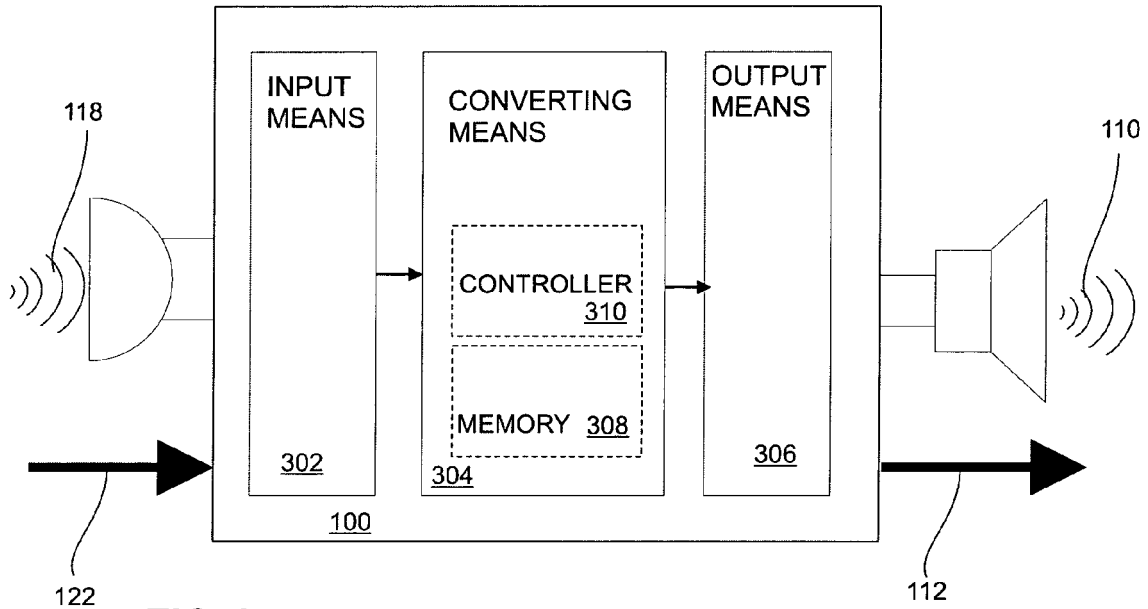 118
INPUT
MEANS
302
CONVERTING
MEANS
CONTROLLER
310
MEMORY 308
304
OUTPUT
MEANS
306
110
100
122
112